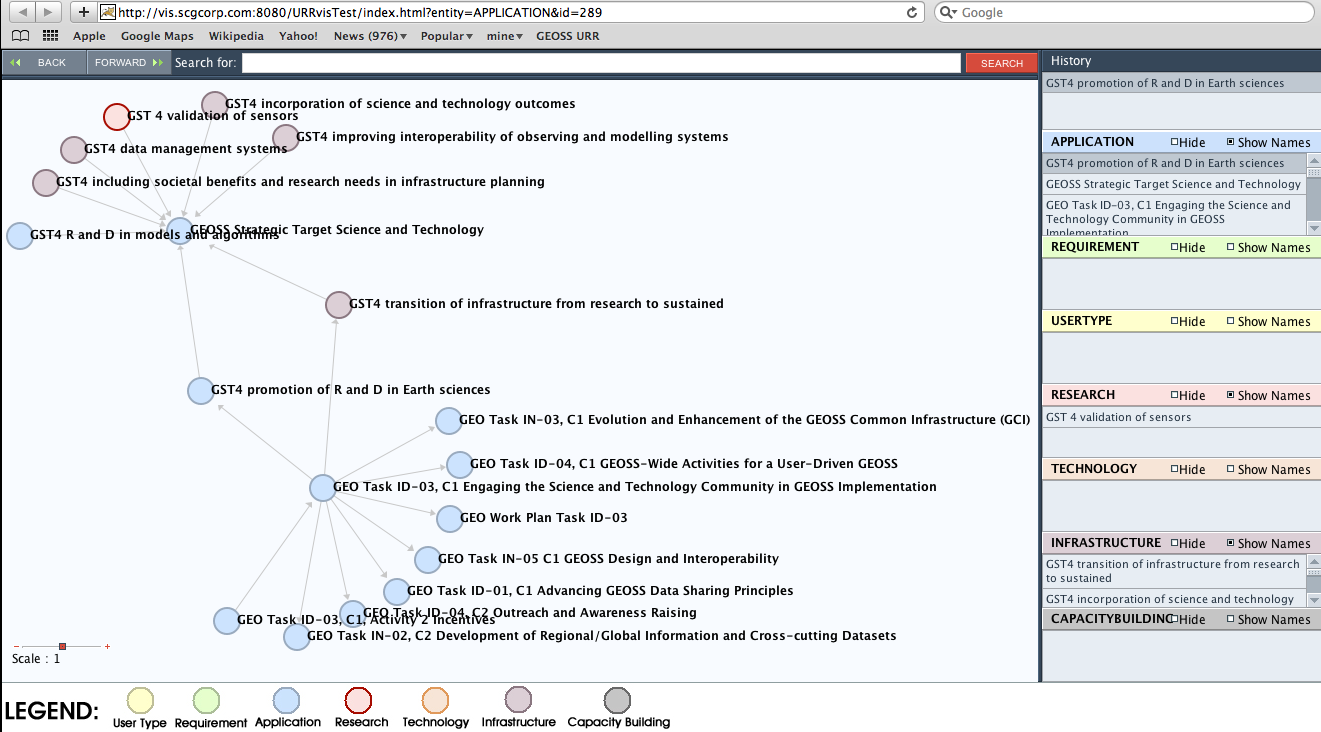 http://vis.scgcorp.com:8080/URRvisTest/index.html?entity=APPLICATION&id=289
Google
Apple Google Maps Wikipedia Yahoo! News (976) Popular mine GEOSS URR
BACK FORWARD Search for: SEARCH
GST4 incorporation of science and technology outcomes
GST 4 validation of sensors
GST4 improving interoperability of observing and modelling systems
GST4 data management systems
GST4 including societal benefits and research needs in infrastructure planning
GEOSS Strategic Target Science and Technology
GST4 R and D in models and algorithms
GST4 transition of infrastructure from research to sustained
GST4 promotion of R and D in Earth sciences
GEO Task IN-03, C1 Evolution and Enhancement of the GEOSS Common Infrastructure (GCI)
GEO Task ID-04, C1 GEOSS-Wide Activities for a User-Driven GEOSS
GEO Task ID-03, C1 Engaging the Science and Technology Community in GEOSS Implementation
GEO Work Plan Task ID-03
GEO Task IN-05 C1 GEOSS Design and Interoperability
GEO Task ID-01, C1 Advancing GEOSS Data Sharing Principles
GEO Task ID-04, C2 Outreach and Awareness Raising
GEO Task ID-03, C1, Activity 2 Incentives
GEO Task IN-02, C2 Development of Regional/Global Information and Cross-cutting Datasets
Scale : 1
History
GST4 promotion of R and D in Earth sciences
APPLICATION Hide Show Names
GST4 promotion of R and D in Earth sciences
GEOSS Strategic Target Science and Technology
GEO Task ID-03, C1 Engaging the Science and
Technology Community in GEOSS
Implementation
REQUIREMENT Hide Show Names
USERTYPE Hide Show Names
RESEARCH Hide Show Names
GST 4 validation of sensors
TECHNOLOGY Hide Show Names
INFRASTRUCTURE Hide Show Names
GST4 transition of infrastructure from research
to sustained
GST4 incorporation of science and technology
CAPACITYBUILDING Hide Show Names
LEGEND:
User Type Requirement Application Research Technology Infrastructure Capacity Building